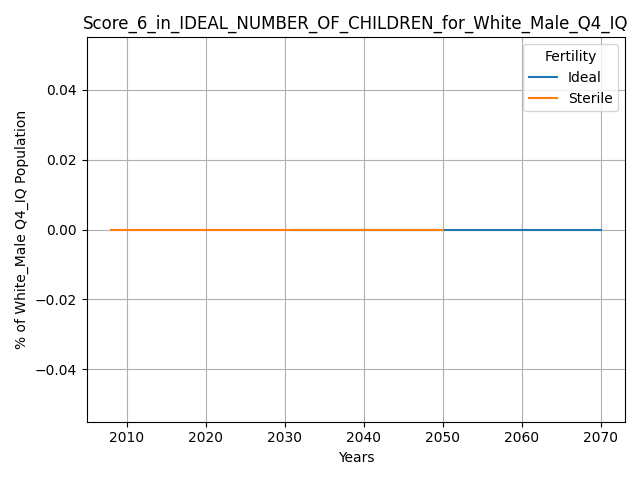 Score_6_in_IDEAL_NUMBER_OF_CHILDREN_for_White_Male_Q4_IQ
Fertility
Ideal
Sterile
% of White_Male Q4_IQ Population
0.04
0.02
0.00
−0.02
−0.04
2010 2020 2030 2040 2050 2060 2070
Years